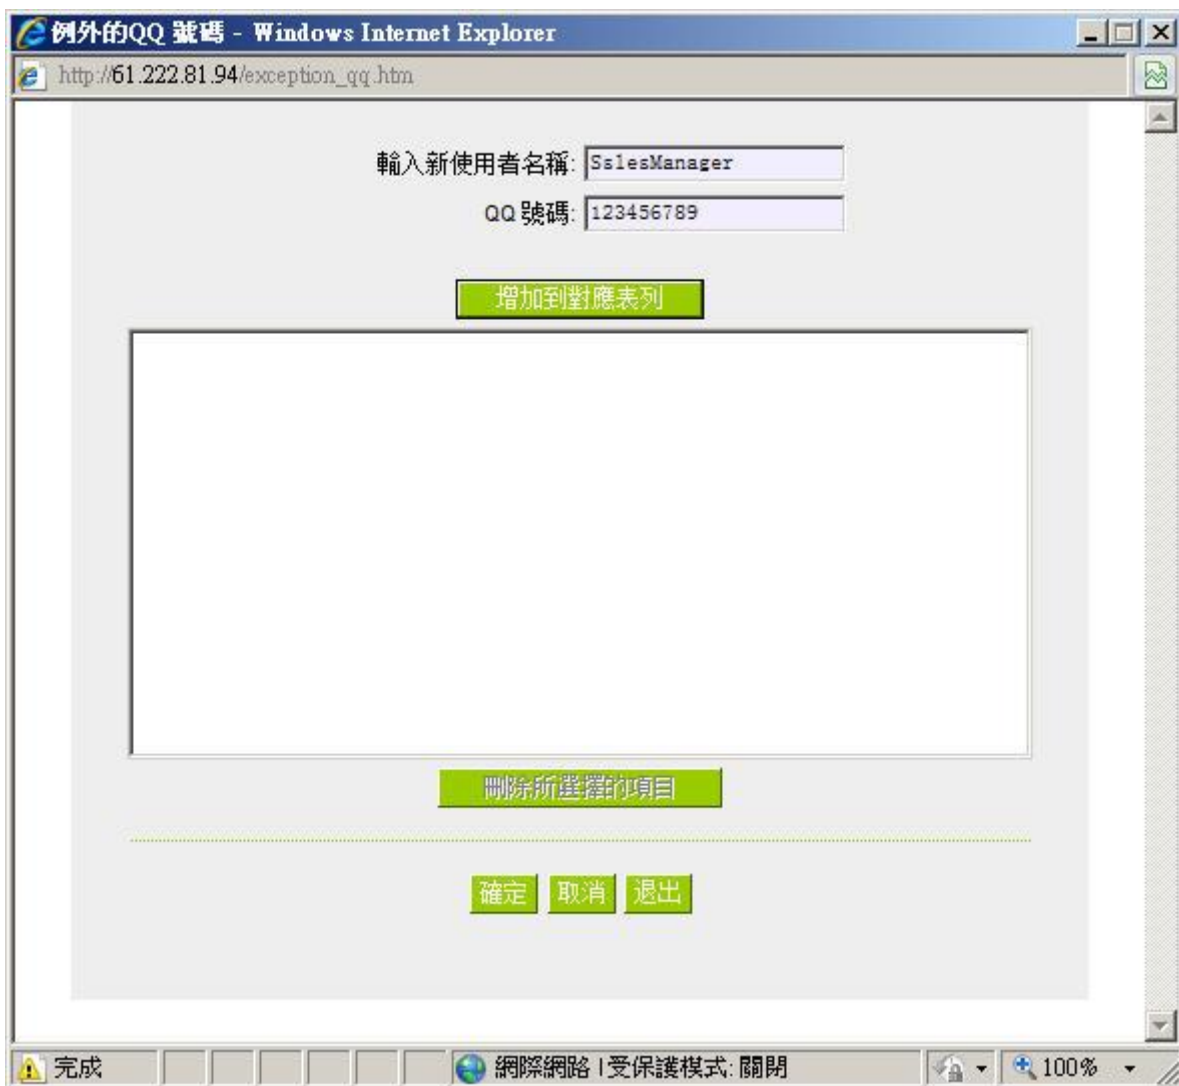 例外的QQ 號碼 - Windows Internet Explorer
http://61.222.81.94/exception_qq.htm
輸入新使用者名稱: SslesManager
QQ 號碼: 123456789
增加到對應表列
刪除所選擇的項目
確定 取消 退出
完成 網際網路 | 受保護模式: 關閉 100%